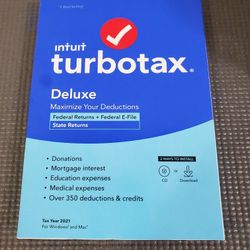 intuit
turbotax®
Deluxe
Maximize Your Deductions
Federal Returns + Federal E-File
State Returns
• Donations
• Mortgage interest
• Education expenses
• Medical expenses
• Over 350 deductions & credits
2 WAYS TO INSTALL
CD or Download
Tax Year 2021
For Windows® and Mac®